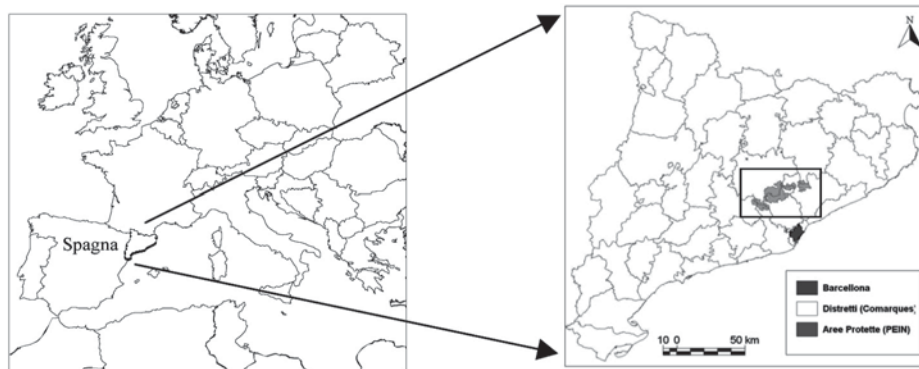 Spagna
N
Barcellona
Distretti (Comarques)
Aree Protette (PEIN)
10 0 50 km